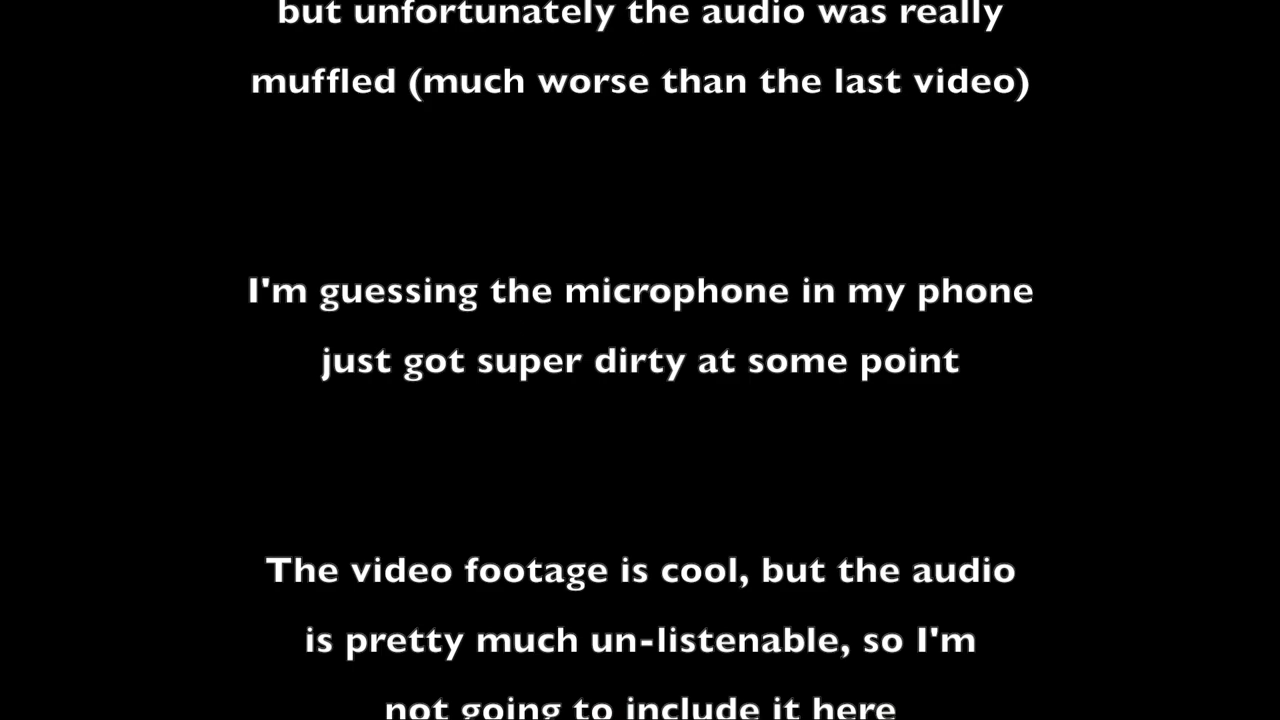 but unfortunately the audio was really
muffled (much worse than the last video)
I'm guessing the microphone in my phone
just got super dirty at some point
The video footage is cool, but the audio
is pretty much un-listenable, so I'm
not going to include it here